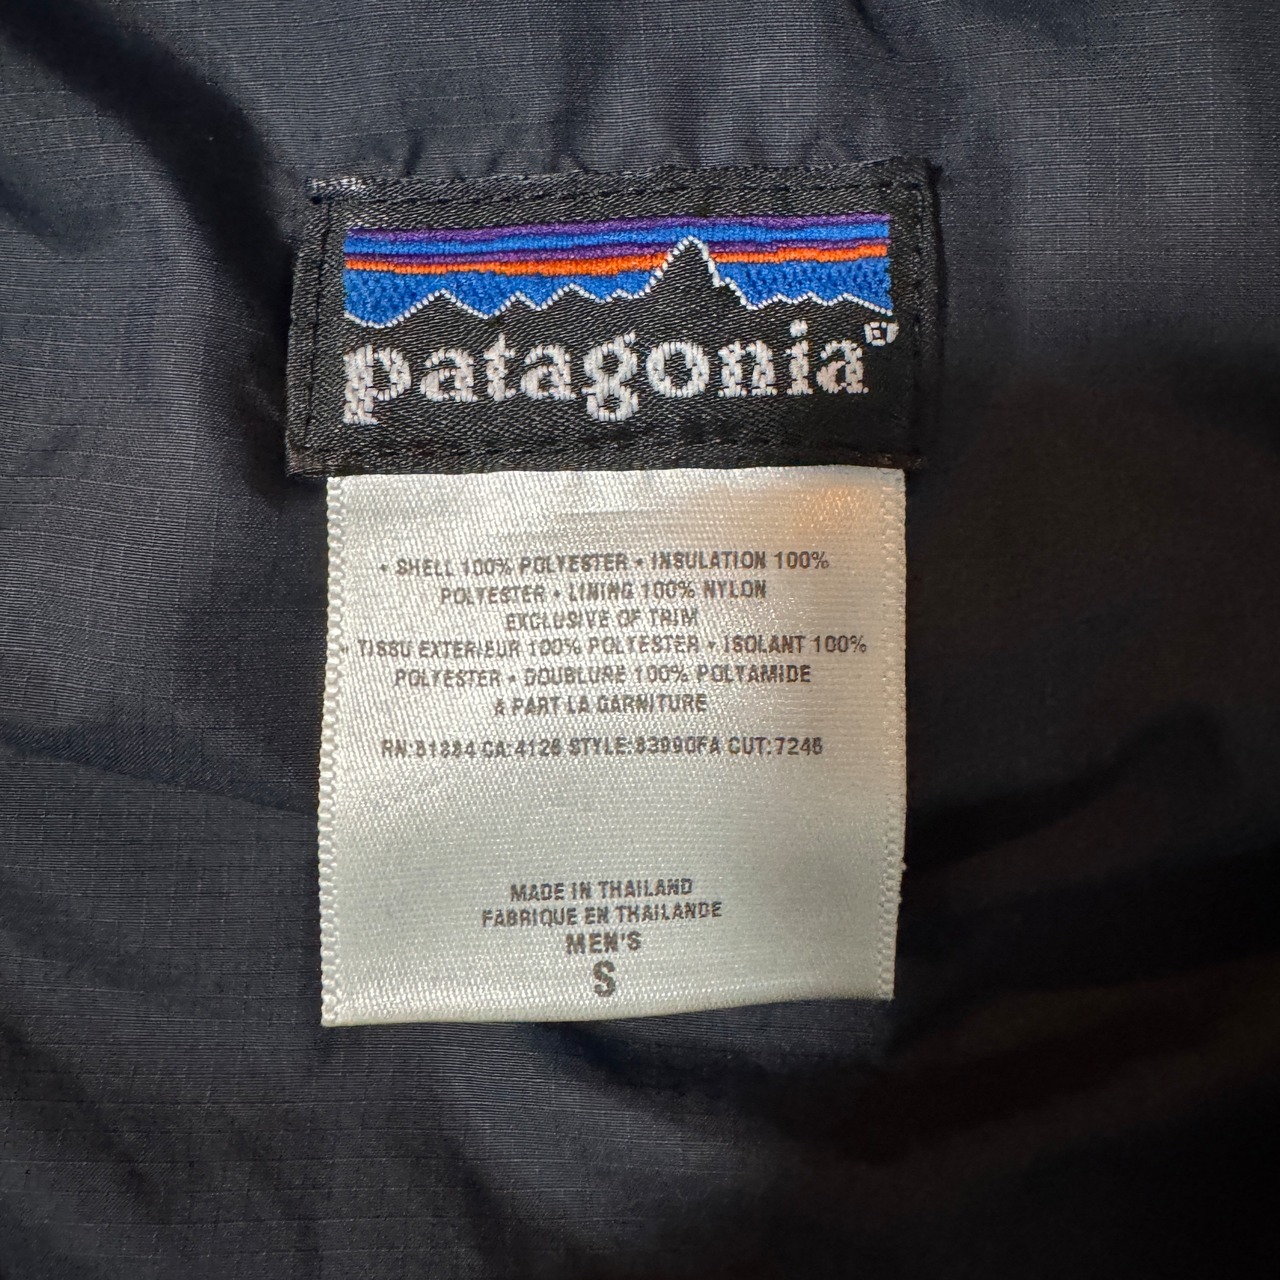 patagonia
• SHELL 100% POLYESTER • INSULATION 100%
POLYESTER • LINING 100% NYLON
EXCLUSIVE OF TRIM
• TISSU EXTERIEUR 100% POLYESTER • ISOLANT 100%
POLYESTER • DOUBLURE 100% POLYAMIDE
A PART LA GARNITURE
RN:51884 CA:4126 STYLE:83990FA CUT:7246
MADE IN THAILAND
FABRIQUE EN THAILANDE
MEN'S
S